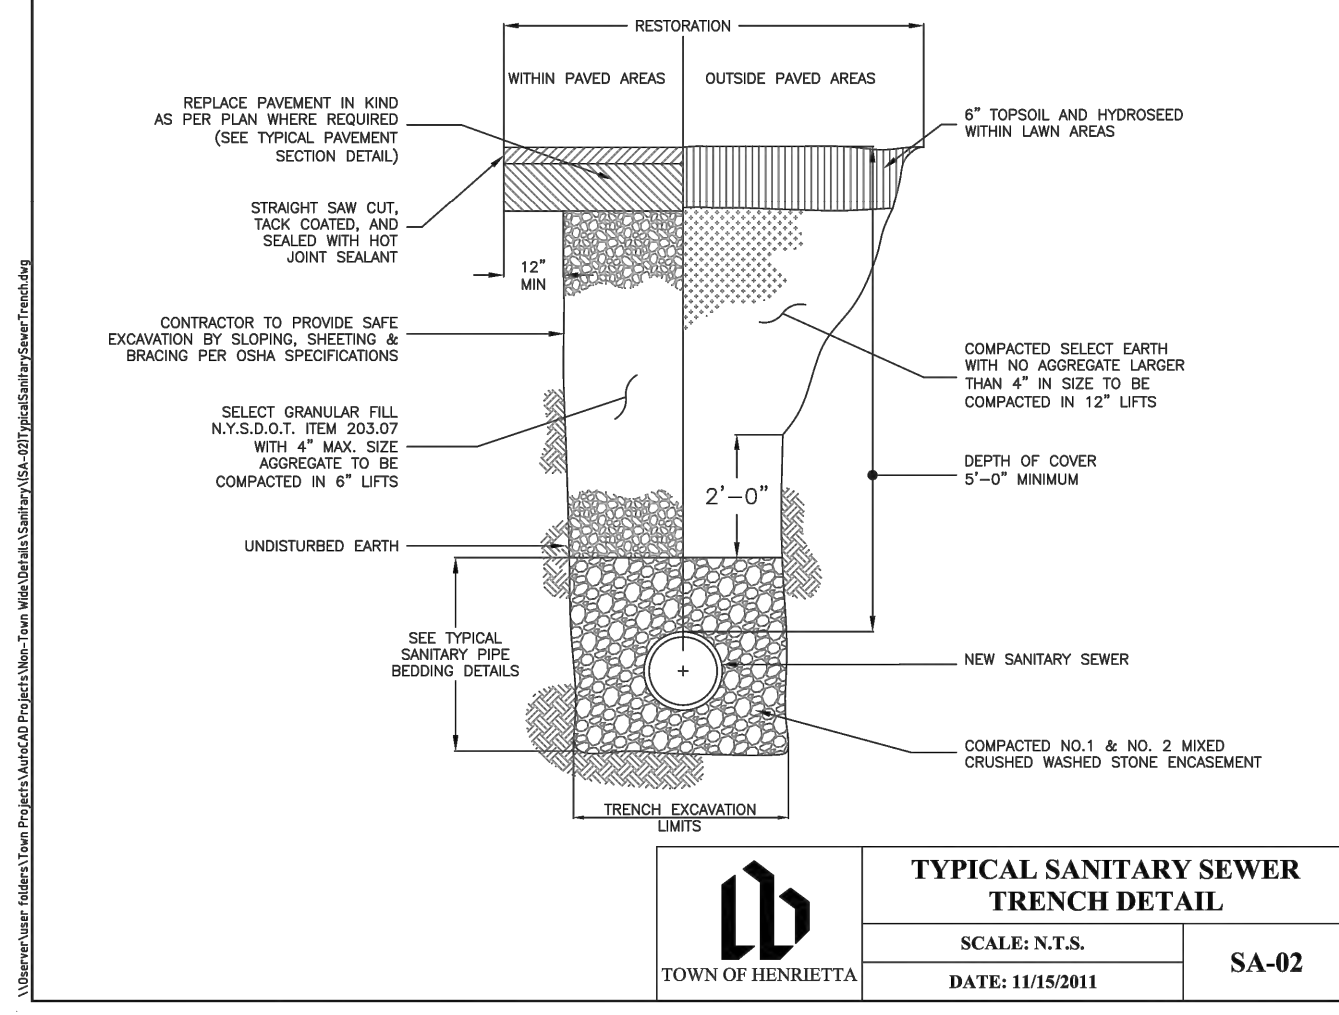 RESTORATION
WITHIN PAVED AREAS
OUTSIDE PAVED AREAS
REPLACE PAVEMENT IN KIND
AS PER PLAN WHERE REQUIRED
(SEE TYPICAL PAVEMENT
SECTION DETAIL)
6" TOPSOIL AND HYDROSEED
WITHIN LAWN AREAS
STRAIGHT SAW CUT,
TACK COATED, AND
SEALED WITH HOT
JOINT SEALANT
12"
MIN
CONTRACTOR TO PROVIDE SAFE
EXCAVATION BY SLOPING, SHEETING &
BRACING PER OSHA SPECIFICATIONS
COMPACTED SELECT EARTH
WITH NO AGGREGATE LARGER
THAN 4" IN SIZE TO BE
COMPACTED IN 12" LIFTS
SELECT GRANULAR FILL
N.Y.S.D.O.T. ITEM 203.07
WITH 4" MAX. SIZE
AGGREGATE TO BE
COMPACTED IN 6" LIFTS
DEPTH OF COVER
5'-0" MINIMUM
2'-0"
UNDISTURBED EARTH
SEE TYPICAL
SANITARY PIPE
BEDDING DETAILS
NEW SANITARY SEWER
COMPACTED NO.1 & NO. 2 MIXED
CRUSHED WASHED STONE ENCASEMENT
TRENCH EXCAVATION
LIMITS
TOWN OF HENRIETTA
TYPICAL SANITARY SEWER
TRENCH DETAIL
SCALE: N.T.S.
DATE: 11/15/2011
SA-02
\\0server\user folders\Town Projects\AutoCAD Projects\Non-Town Wide\Details\Sanitary\(SA-02)TypicalSanitarySewerTrench.dwg